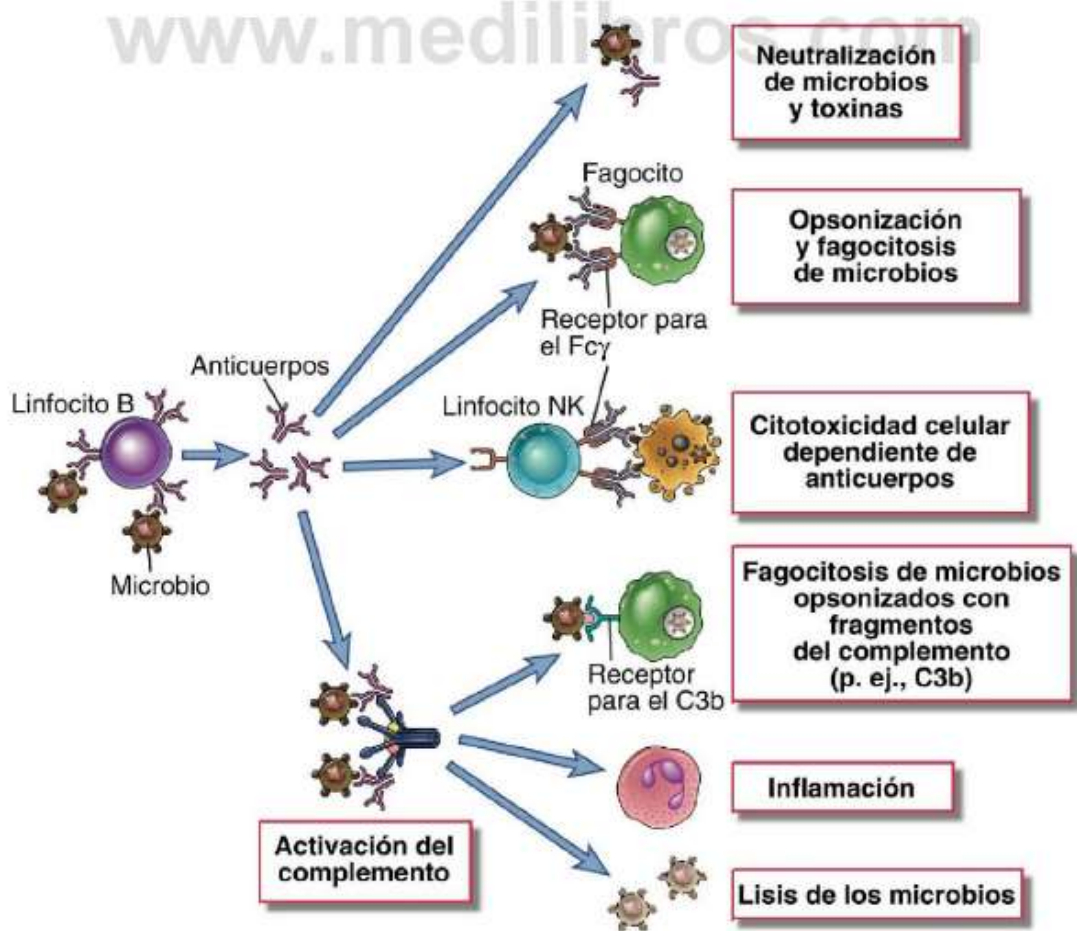 www.medilibros.com
Neutralización
de microbios
y toxinas
Fagocito
Opsonización
y fagocitosis
de microbios
Receptor para
el Fcγ
Anticuerpos
Linfocito B
Linfocito NK
Citotoxicidad celular
dependiente de
anticuerpos
Microbio
Fagocitosis de microbios
opsonizados con
fragmentos
del complemento
(p. ej., C3b)
Receptor
para el C3b
Inflamación
Activación del
complemento
Lisis de los microbios